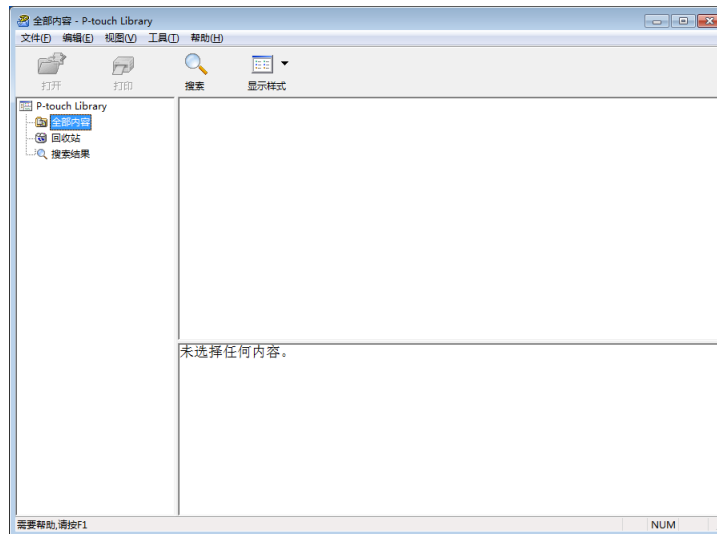 全部内容 - P-touch Library
文件(F) 编辑(E) 视图(V) 工具(T) 帮助(H)
打开 打印 搜索 显示样式
P-touch Library
全部内容
回收站
搜索结果
未选择任何内容。
需要帮助,请按F1 NUM